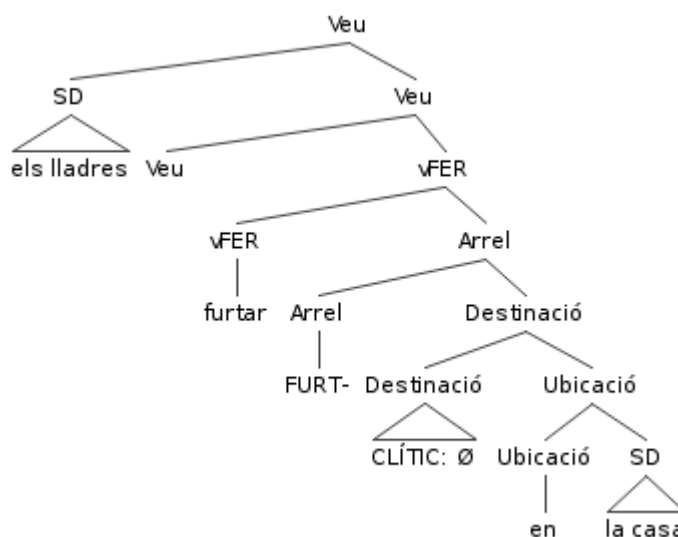 Veu
SD Veu
els lladres Veu vFER
vFER Arrel
furtar Arrel Destinació
FURT- Destinació Ubicació
CLÍTIC: Ø Ubicació SD
en la casa